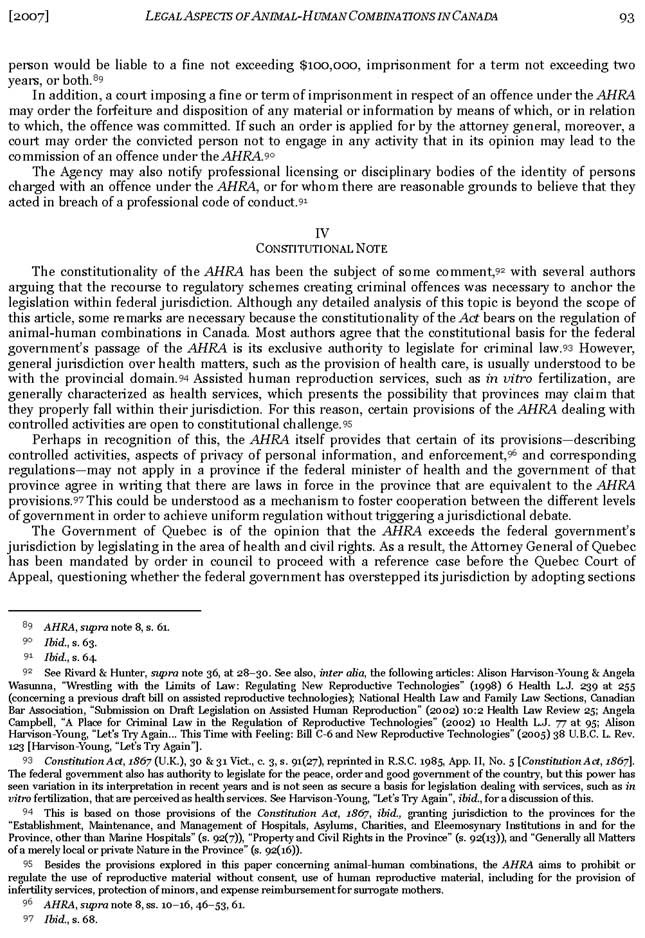 [2007] LEGAL ASPECTS OF ANIMAL-HUMAN COMBINATIONS IN CANADA 93
person would be liable to a fine not exceeding $100,000, imprisonment for a term not exceeding two
years, or both.89
In addition, a court imposing a fine or term of imprisonment in respect of an offence under the AHRA
may order the forfeiture and disposition of any material or information by means of which, or in relation
to which, the offence was committed. If such an order is applied for by the attorney general, moreover, a
court may order the convicted person not to engage in any activity that in its opinion may lead to the
commission of an offence under the AHRA.90
The Agency may also notify professional licensing or disciplinary bodies of the identity of persons
charged with an offence under the AHRA, or for whom there are reasonable grounds to believe that they
acted in breach of a professional code of conduct.91
IV
CONSTITUTIONAL NOTE
The constitutionality of the AHRA has been the subject of some comment,92 with several authors
arguing that the recourse to regulatory schemes creating criminal offences was necessary to anchor the
legislation within federal jurisdiction. Although any detailed analysis of this topic is beyond the scope of
this article, some remarks are necessary because the constitutionality of the Act bears on the regulation of
animal-human combinations in Canada. Most authors agree that the constitutional basis for the federal
government's passage of the AHRA is its exclusive authority to legislate for criminal law.93 However,
general jurisdiction over health matters, such as the provision of health care, is usually understood to be
with the provincial domain.94 Assisted human reproduction services, such as in vitro fertilization, are
generally characterized as health services, which presents the possibility that provinces may claim that
they properly fall within their jurisdiction. For this reason, certain provisions of the AHRA dealing with
controlled activities are open to constitutional challenge.95
Perhaps in recognition of this, the AHRA itself provides that certain of its provisions—describing
controlled activities, aspects of privacy of personal information, and enforcement,96 and corresponding
regulations—may not apply in a province if the federal minister of health and the government of that
province agree in writing that there are laws in force in the province that are equivalent to the AHRA
provisions.97 This could be understood as a mechanism to foster cooperation between the different levels
of government in order to achieve uniform regulation without triggering a jurisdictional debate.
The Government of Quebec is of the opinion that the AHRA exceeds the federal government's
jurisdiction by legislating in the area of health and civil rights. As a result, the Attorney General of Quebec
has been mandated by order in council to proceed with a reference case before the Quebec Court of
Appeal, questioning whether the federal government has overstepped its jurisdiction by adopting sections
89 AHRA, supra note 8, s. 61.
90 Ibid., s. 63.
91 Ibid., s. 64.
92 See Rivard & Hunter, supra note 36, at 28–30. See also, inter alia, the following articles: Alison Harvison-Young & Angela
Wasunna, "Wrestling with the Limits of Law: Regulating New Reproductive Technologies" (1998) 6 Health L.J. 239 at 255
(concerning a previous draft bill on assisted reproductive technologies); National Health Law and Family Law Sections, Canadian
Bar Association, "Submission on Draft Legislation on Assisted Human Reproduction" (2002) 10:2 Health Law Review 25; Angela
Campbell, "A Place for Criminal Law in the Regulation of Reproductive Technologies" (2002) 10 Health L.J. 77 at 95; Alison
Harvison-Young, "Let's Try Again... This Time with Feeling: Bill C-6 and New Reproductive Technologies" (2005) 38 U.B.C. L. Rev.
123 [Harvison-Young, "Let's Try Again"].
93 Constitution Act, 1867 (U.K.), 30 & 31 Vict., c. 3, s. 91(27), reprinted in R.S.C. 1985, App. II, No. 5 [Constitution Act, 1867].
The federal government also has authority to legislate for the peace, order and good government of the country, but this power has
seen variation in its interpretation in recent years and is not seen as secure a basis for legislation dealing with services, such as in
vitro fertilization, that are perceived as health services. See Harvison-Young, "Let's Try Again", ibid., for a discussion of this.
94 This is based on those provisions of the Constitution Act, 1867, ibid., granting jurisdiction to the provinces for the
"Establishment, Maintenance, and Management of Hospitals, Asylums, Charities, and Eleemosynary Institutions in and for the
Province, other than Marine Hospitals" (s. 92(7)), "Property and Civil Rights in the Province" (s. 92(13)), and "Generally all Matters
of a merely local or private Nature in the Province" (s. 92(16)).
95 Besides the provisions explored in this paper concerning animal-human combinations, the AHRA aims to prohibit or
regulate the use of reproductive material without consent, use of human reproductive material, including for the provision of
infertility services, protection of minors, and expense reimbursement for surrogate mothers.
96 AHRA, supra note 8, ss. 10–16, 46–53, 61.
97 Ibid., s. 68.